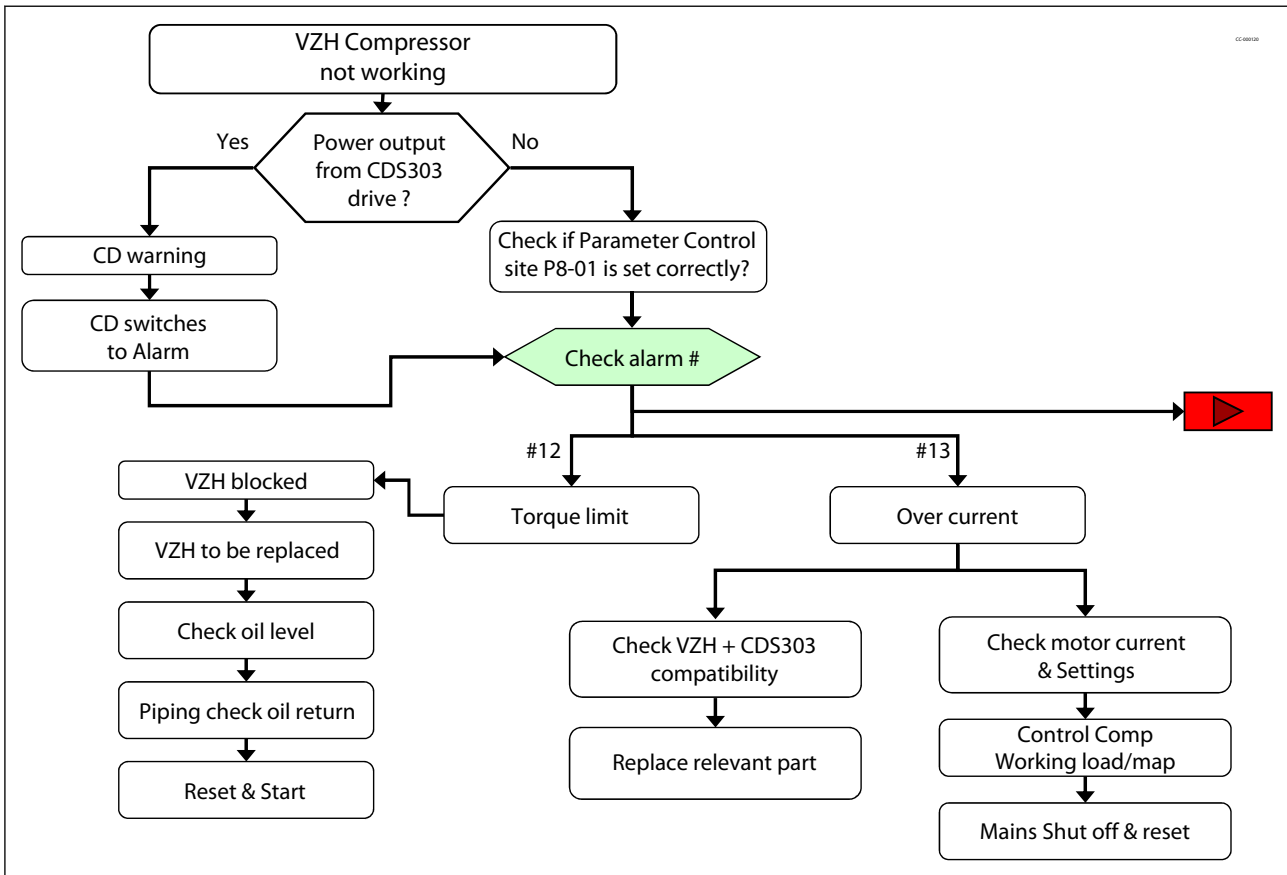 CC-000120
VZH Compressor
not working
Yes
Power output
from CDS303
drive ?
No
CD warning
Check if Parameter Control
site P8-01 is set correctly?
CD switches
to Alarm
Check alarm #
#12
#13
VZH blocked
Torque limit
Over current
VZH to be replaced
Check oil level
Check VZH + CDS303
compatibility
Check motor current
& Settings
Piping check oil return
Control Comp
Working load/map
Replace relevant part
Reset & Start
Mains Shut off & reset